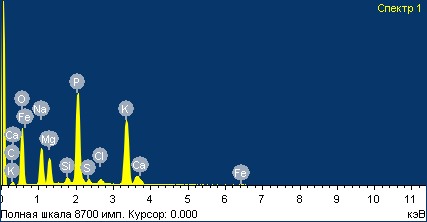 Спектр 1
P
O
Fe
Na
K
Ca
C
K
Mg
Si
S
Cl
Ca
Fe
0 1 2 3 4 5 6 7 8 9 10 11
Полная шкала 8700 имп. Курсор: 0.000 кэВ